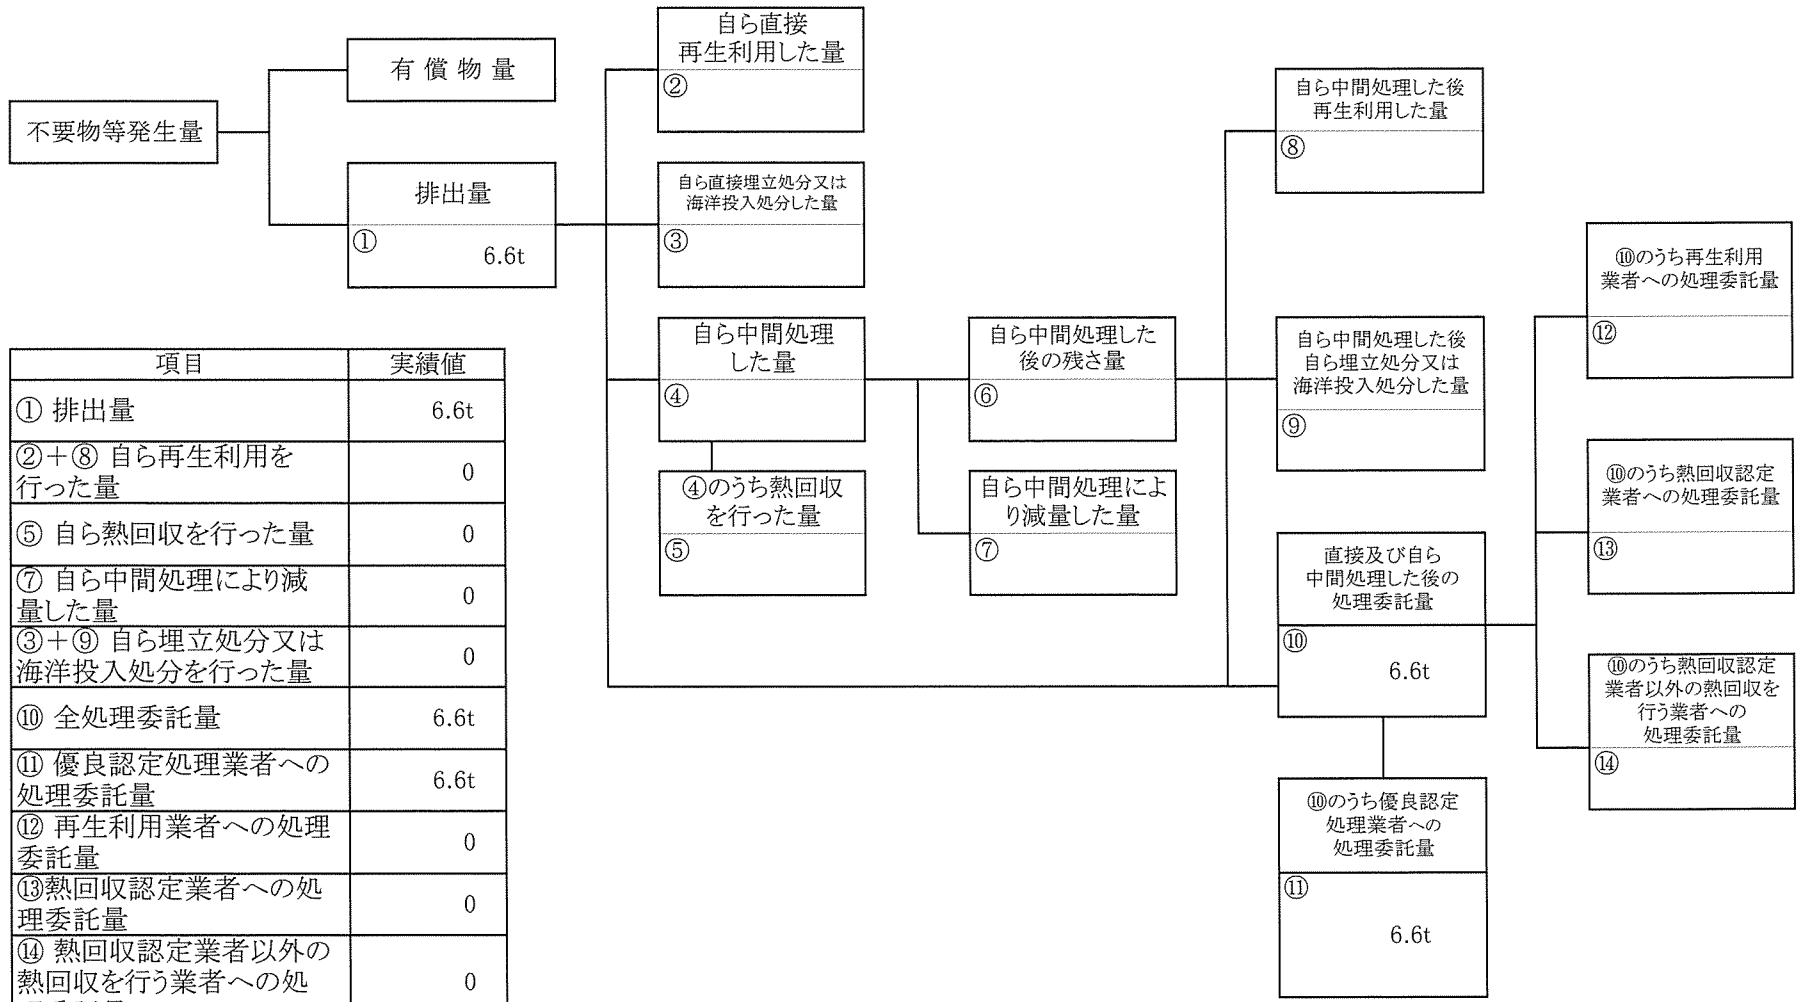 不要物等発生量
有償物量
排出量
①
6.6t
自ら直接
再生利用した量
②
自ら直接埋立処分又は
海洋投入処分した量
③
自ら中間処理
した量
④
④のうち熱回収
を行った量
⑤
自ら中間処理した
後の残さ量
⑥
自ら中間処理によ
り減量した量
⑦
自ら中間処理した後
再生利用した量
⑧
自ら中間処理した後
自ら埋立処分又は
海洋投入処分した量
⑨
直接及び自ら
中間処理した後の
処理委託量
⑩
6.6t
⑩のうち優良認定
処理業者への
処理委託量
⑪
6.6t
⑩のうち再生利用
業者への処理委託量
⑫
⑩のうち熱回収認定
業者への処理委託量
⑬
⑩のうち熱回収認定
業者以外の熱回収を
行う業者への
処理委託量
⑭
項目 実績値
① 排出量 6.6t
②+⑧ 自ら再生利用を
行った量 0
⑤ 自ら熱回収を行った量 0
⑦ 自ら中間処理により減
量した量 0
③+⑨ 自ら埋立処分又は
海洋投入処分を行った量 0
⑩ 全処理委託量 6.6t
⑪ 優良認定処理業者への
処理委託量 6.6t
⑫ 再生利用業者への処理
委託量 0
⑬熱回収認定業者への処
理委託量 0
⑭ 熱回収認定業者以外の
熱回収を行う業者への処 0